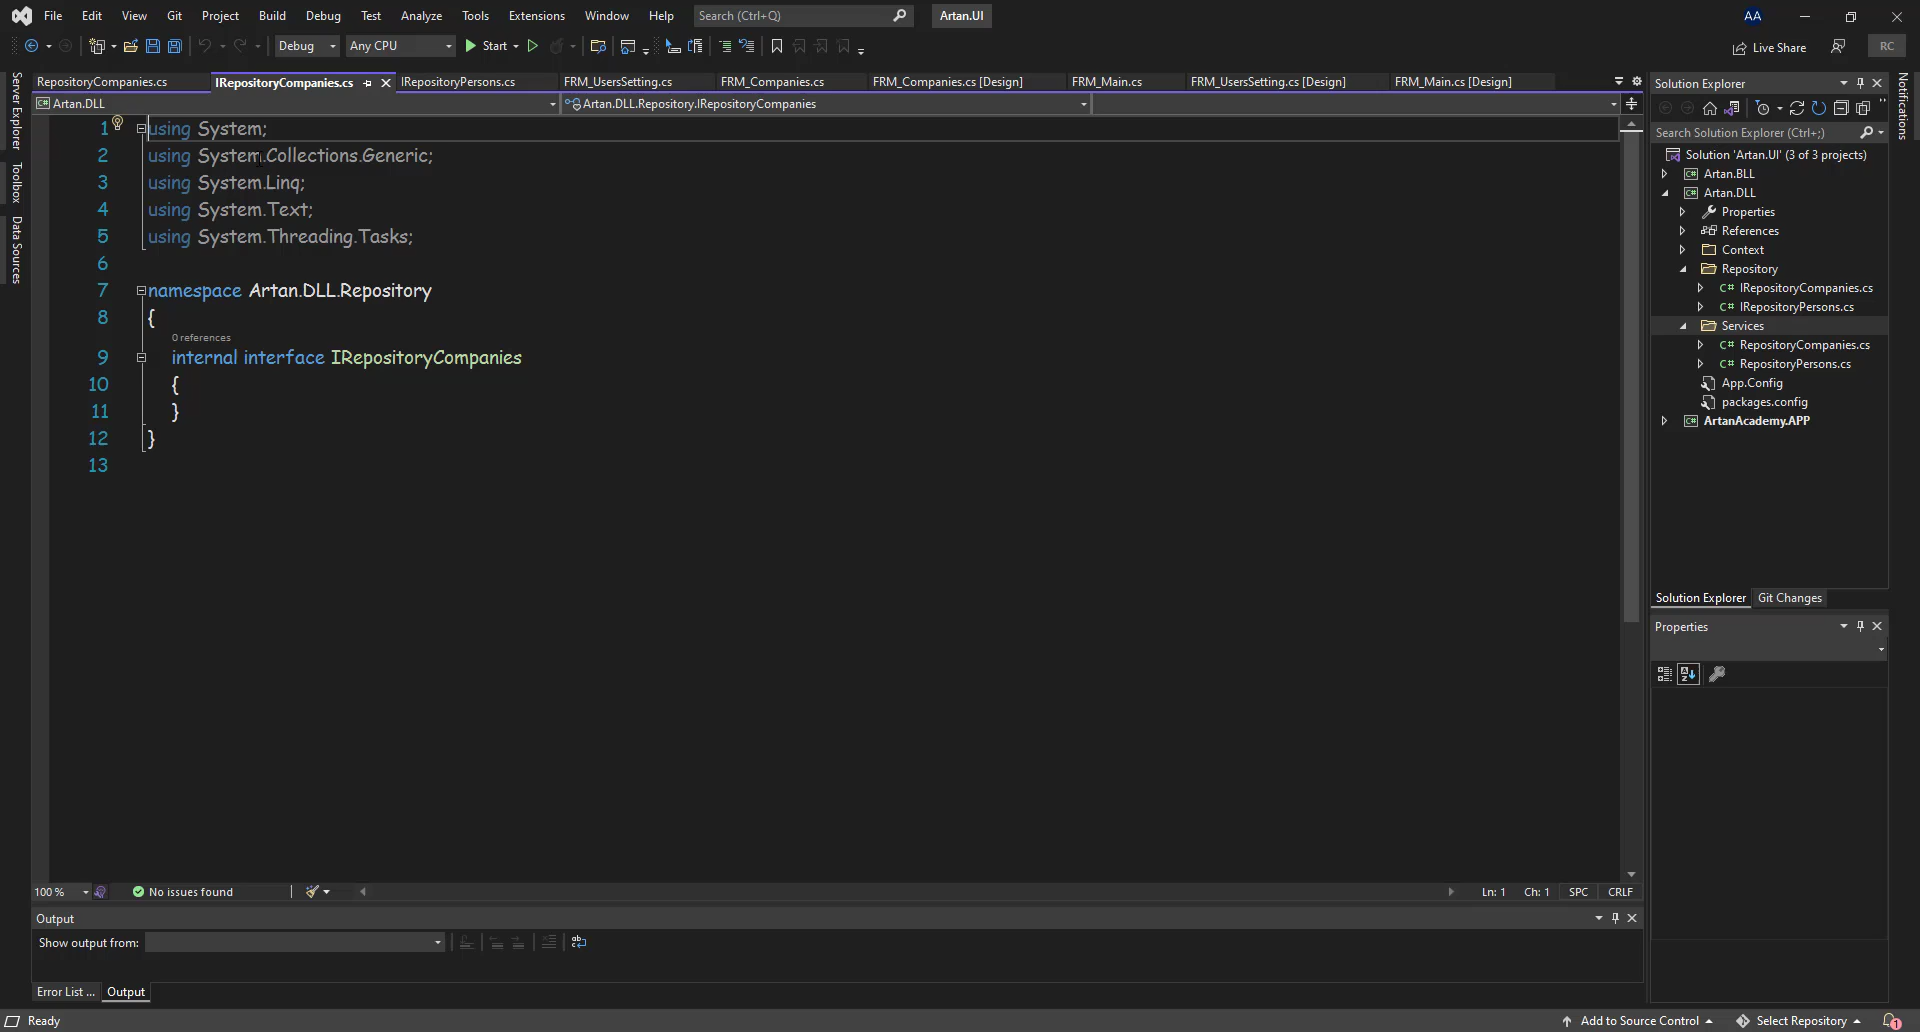 File Edit View Git Project Build Debug Test Analyze Tools Extensions Window Help Search (Ctrl+Q) Artan.UI AA
Debug Any CPU Start Live Share RC
RepositoryCompanies.cs IRepositoryCompanies.cs IRepositoryPersons.cs FRM_UsersSetting.cs FRM_Companies.cs FRM_Companies.cs [Design] FRM_Main.cs FRM_UsersSetting.cs [Design] FRM_Main.cs [Design]
C# Artan.DLL Artan.DLL.Repository.IRepositoryCompanies
Server Explorer
Toolbox
Data Sources
1 using System;
2 using System.Collections.Generic;
3 using System.Linq;
4 using System.Text;
5 using System.Threading.Tasks;
6
7 namespace Artan.DLL.Repository
8 {
0 references
9 internal interface IRepositoryCompanies
10 {
11 }
12 }
13
100 % No issues found Ln: 1 Ch: 1 SPC CRLF
Output
Show output from:
Error List ... Output
Solution Explorer
Search Solution Explorer (Ctrl+;)
Solution 'Artan.UI' (3 of 3 projects)
C# Artan.BLL
C# Artan.DLL
Properties
References
Context
Repository
C# IRepositoryCompanies.cs
C# IRepositoryPersons.cs
Services
C# RepositoryCompanies.cs
C# RepositoryPersons.cs
App.Config
packages.config
C# ArtanAcademy.APP
Solution Explorer Git Changes
Properties
Notifications
Ready Add to Source Control Select Repository 1